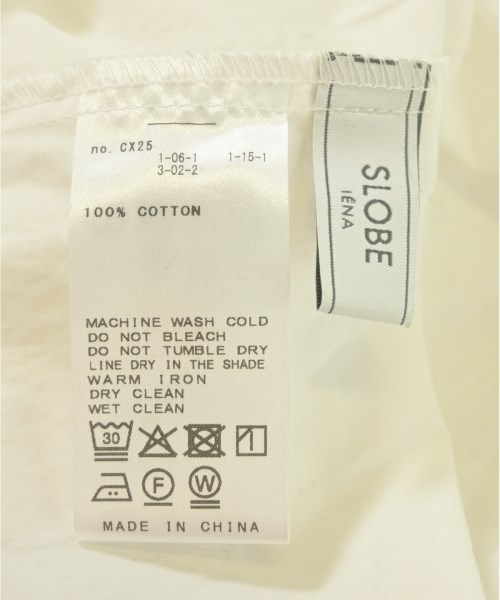 no. CX25
1-06-1 1-15-1
3-02-2
100% COTTON
MACHINE WASH COLD
DO NOT BLEACH
DO NOT TUMBLE DRY
LINE DRY IN THE SHADE
WARM IRON
DRY CLEAN
WET CLEAN
30
F
W
MADE IN CHINA
SLOBE
IÉNA